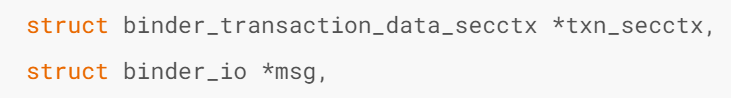 struct binder_transaction_data_secctx *txn_secctx,
struct binder_io *msg,